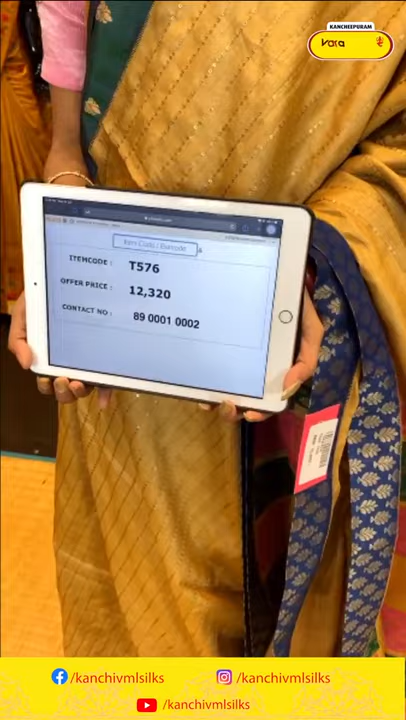 KANCHEEPURAM
Vara
Item Code / Barcode
ITEMCODE : T576
OFFER PRICE : 12,320
CONTACT NO : 89 0001 0002
/kanchivmlsilks
/kanchivmlsilks
/kanchivmlsilks